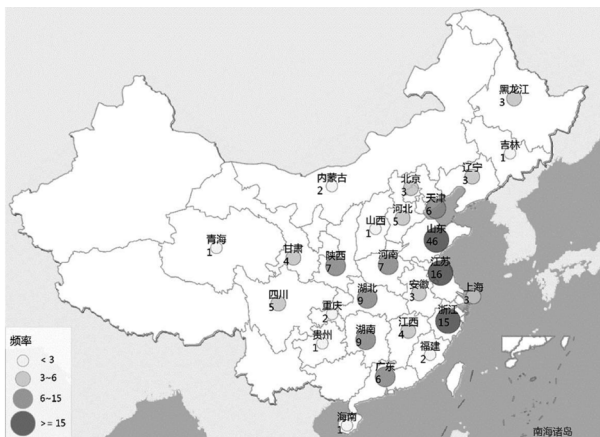 黑龙江
3
吉林
1
辽宁
3
内蒙古
2
北京
3
天津
6
河北
5
山西
1
山东
46
青海
1
甘肃
4
陕西
7
河南
7
江苏
16
安徽
3
上海
3
四川
5
重庆
2
湖北
9
浙江
15
贵州
1
湖南
9
江西
4
福建
2
广东
6
海南
1
频率
< 3
3~6
6~15
>= 15
南海诸岛